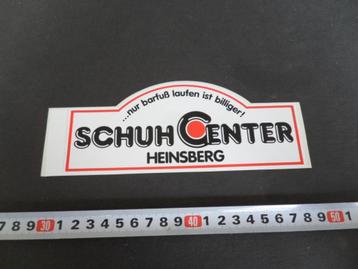 ...nur barfuß laufen ist billiger!
SCHUH CENTER
HEINSBERG
7 8 9 30 1 2 3 4 5 6 7 8 9 40 1 2 3 4 5 6 7 8 9 50 1